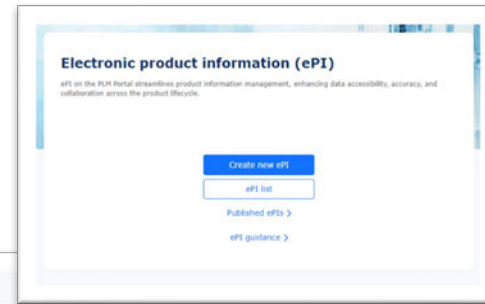 Electronic product information (ePI)
ePI on the PLM Portal streamlines product information management, enhancing data accessibility, accuracy, and
collaboration across the product lifecycle.
Create new ePI
ePI list
Published ePIs >
ePI guidance >